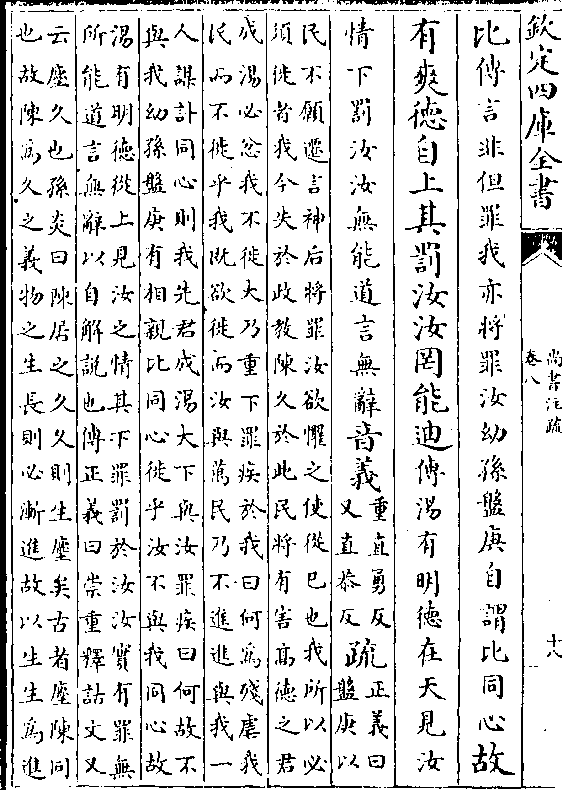 欽定四庫全書
尚書注疏
卷八
十八
比傳言非但罪我亦將罪汝幼孫盤庚自謂比同心故
有爽德自上其罰汝汝罔能迪傳湯有明德在天見汝
情下罰汝汝無能道言無辭音義
重直勇反
又直恭反
疏
正義曰
盤庚以
民不願遷言神后將罪汝欲懼之使從已也我所以必
須徙者我今失於政教陳久於此民將有害高德之君
成湯必忿我不徙大乃重下罪疾於我曰何為殘虐我
民而不徙乎我既欲徙而汝與萬民乃不進進與我一
人謀計同心則我先君成湯大下與汝罪疾曰何故不
與我幼孫盤庚有相親比同心徙乎汝不與我同心故
湯有明德從上見汝之情其下罪罰於汝汝實有罪無
所能道言無辭以自解說也傳正義曰崇重釋詁文又
云塵久也孫炎曰陳居之久久則生塵矣古者塵陳同
也故陳為久之義物之生長則必漸進故以生生為進